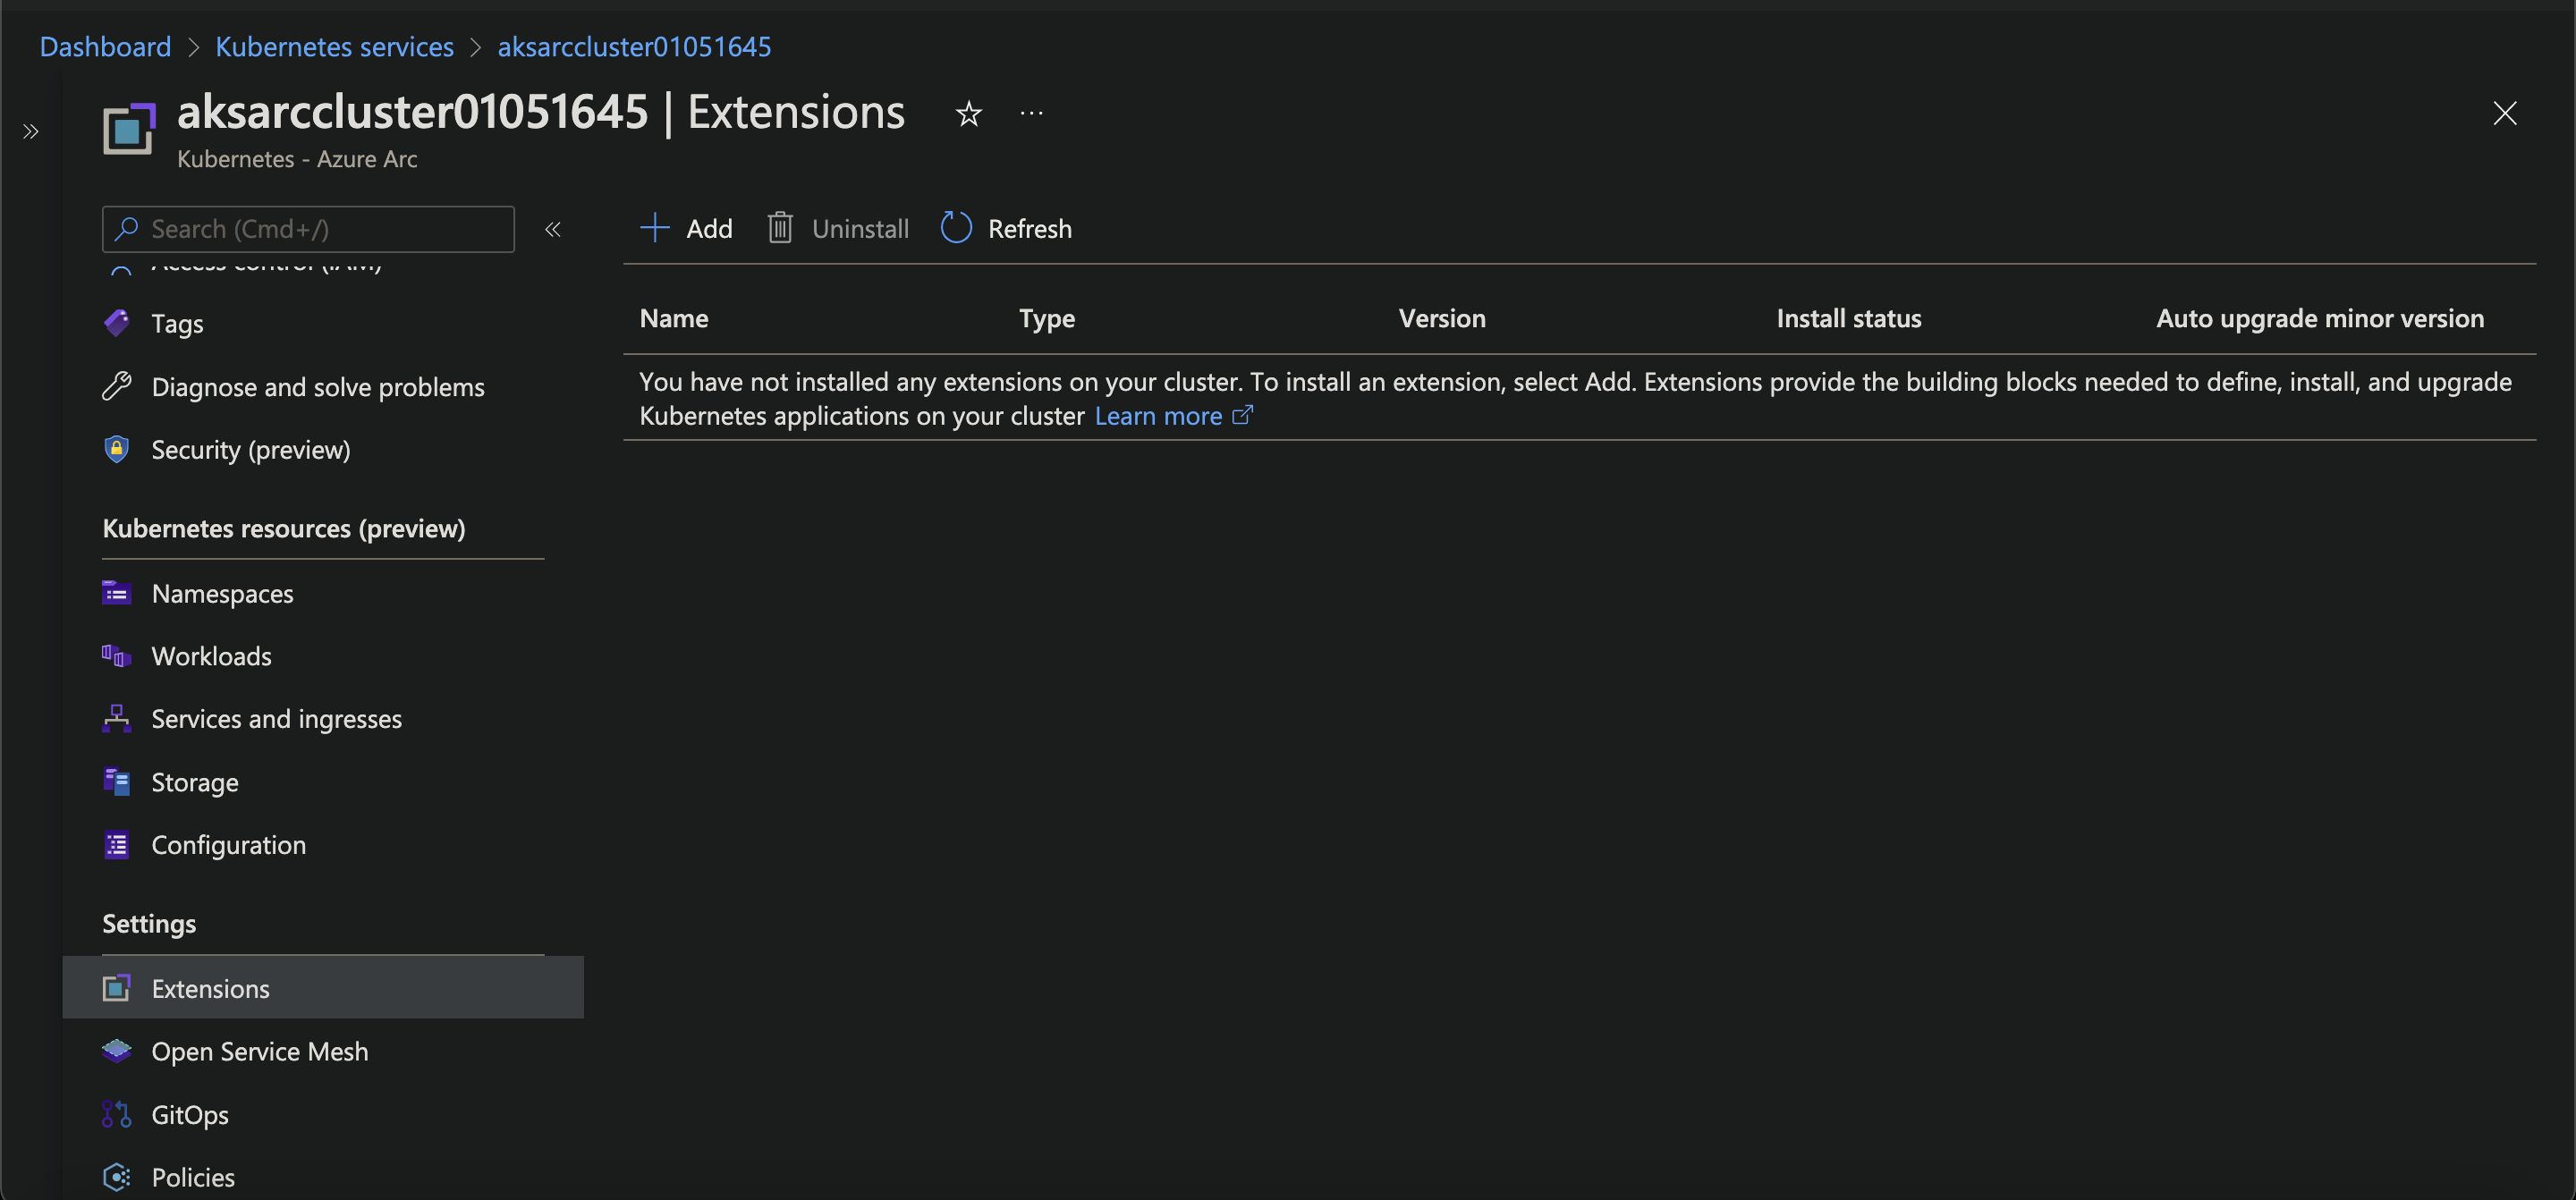 Dashboard > Kubernetes services > aksarccluster01051645
aksarccluster01051645 | Extensions
Kubernetes - Azure Arc
Search (Cmd+/)
Add
Uninstall
Refresh
Access control (IAM)
Tags
Diagnose and solve problems
Security (preview)
Kubernetes resources (preview)
Namespaces
Workloads
Services and ingresses
Storage
Configuration
Settings
Extensions
Open Service Mesh
GitOps
Policies
Name Type Version Install status Auto upgrade minor version
You have not installed any extensions on your cluster. To install an extension, select Add. Extensions provide the building blocks needed to define, install, and upgrade
Kubernetes applications on your cluster Learn more